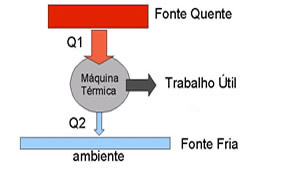 Fonte Quente
Q1
Máquina
Térmica
Trabalho Útil
Q2
Fonte Fria
ambiente